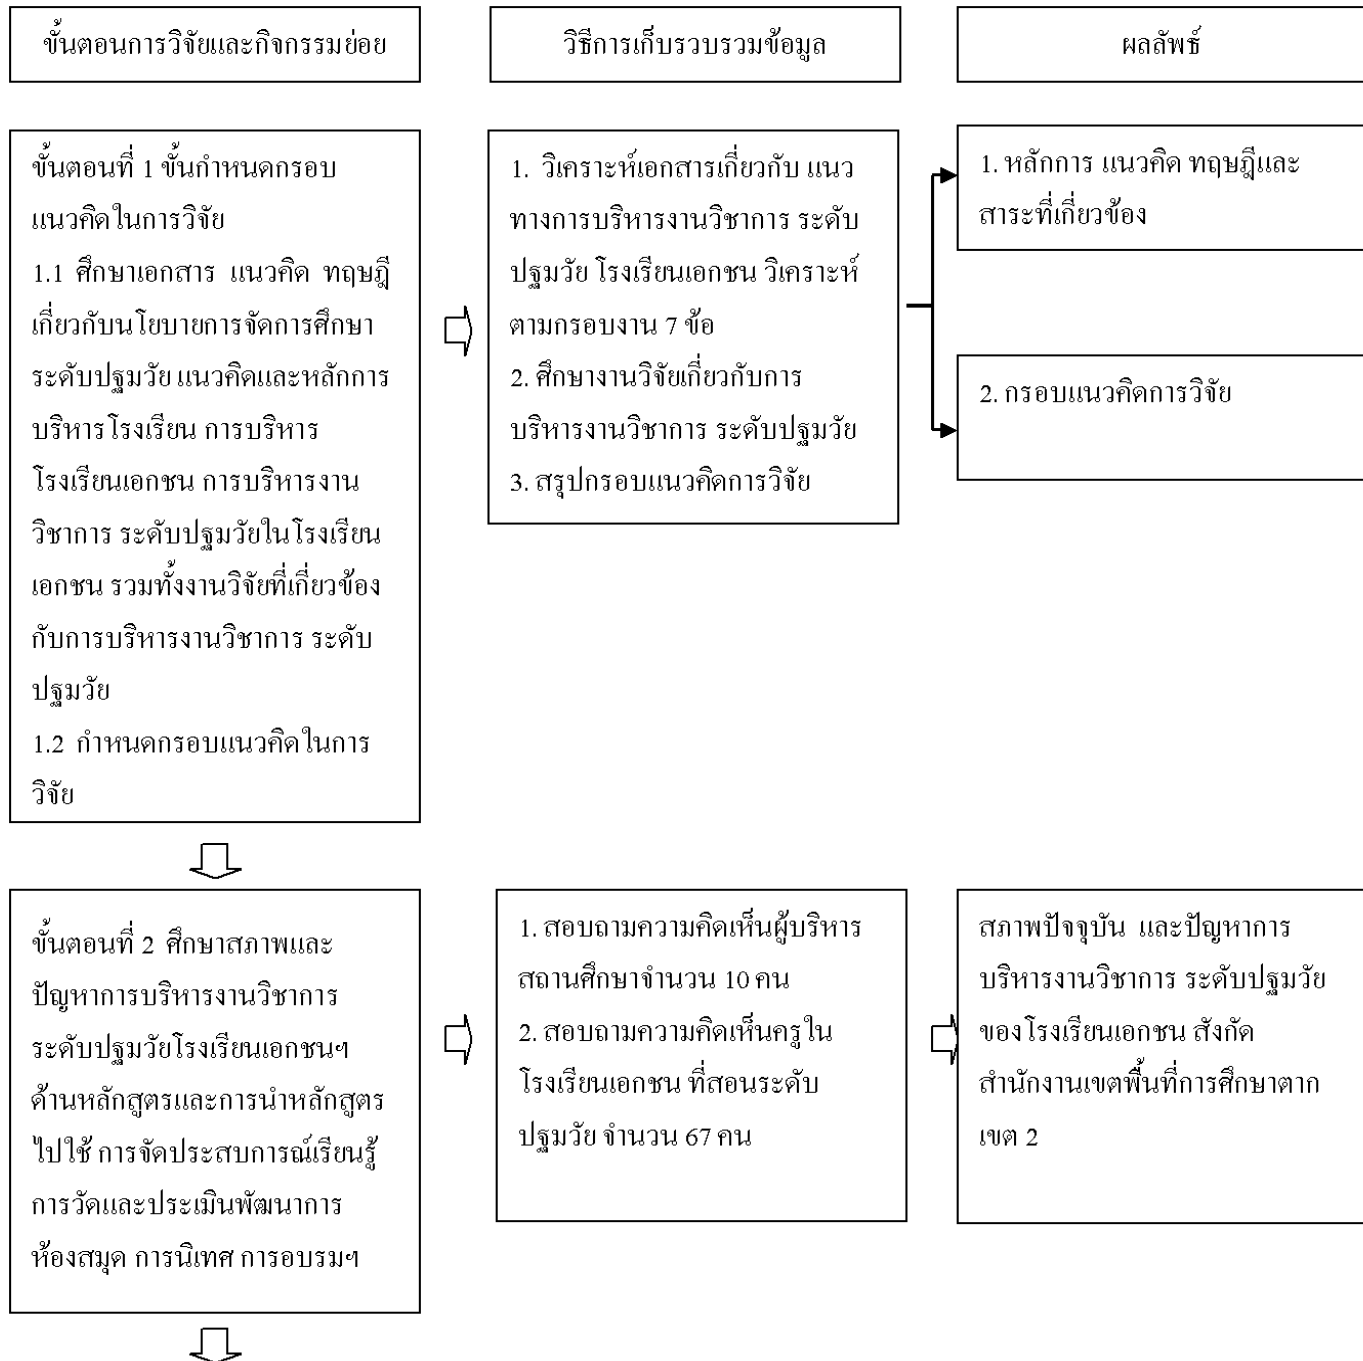 ขั้นตอนการวิจัยและกิจกรรมย่อย
วิธีการเก็บรวบรวมข้อมูล
ผลลัพธ์
ขั้นตอนที่ 1 ขั้นกำหนดกรอบ
แนวคิดในการวิจัย
1.1 ศึกษาเอกสาร แนวคิด ทฤษฎี
เกี่ยวกับนโยบายการจัดการศึกษา
ระดับปฐมวัย แนวคิดและหลักการ
บริหารโรงเรียน การบริหาร
โรงเรียนเอกชน การบริหารงาน
วิชาการ ระดับปฐมวัยในโรงเรียน
เอกชน รวมทั้งงานวิจัยที่เกี่ยวข้อง
กับการบริหารงานวิชาการ ระดับ
ปฐมวัย
1.2 กำหนดกรอบแนวคิดในการ
วิจัย
1. วิเคราะห์เอกสารเกี่ยวกับ แนว
ทางการบริหารงานวิชาการ ระดับ
ปฐมวัย โรงเรียนเอกชน วิเคราะห์
ตามกรอบงาน 7 ข้อ
2. ศึกษางานวิจัยเกี่ยวกับการ
บริหารงานวิชาการ ระดับปฐมวัย
3. สรุปกรอบแนวคิดการวิจัย
1. หลักการ แนวคิด ทฤษฎีและ
สาระที่เกี่ยวข้อง
2. กรอบแนวคิดการวิจัย
ขั้นตอนที่ 2 ศึกษาสภาพและ
ปัญหาการบริหารงานวิชาการ
ระดับปฐมวัยโรงเรียนเอกชนฯ
ด้านหลักสูตรและการนำหลักสูตร
ไปใช้ การจัดประสบการณ์เรียนรู้
การวัดและประเมินพัฒนาการ
ห้องสมุด การนิเทศ การอบรมฯ
1. สอบถามความคิดเห็นผู้บริหาร
สถานศึกษาจำนวน 10 คน
2. สอบถามความคิดเห็นครูใน
โรงเรียนเอกชน ที่สอนระดับ
ปฐมวัย จำนวน 67 คน
สภาพปัจจุบัน และปัญหาการ
บริหารงานวิชาการ ระดับปฐมวัย
ของโรงเรียนเอกชน สังกัด
สำนักงานเขตพื้นที่การศึกษาตาก
เขต 2